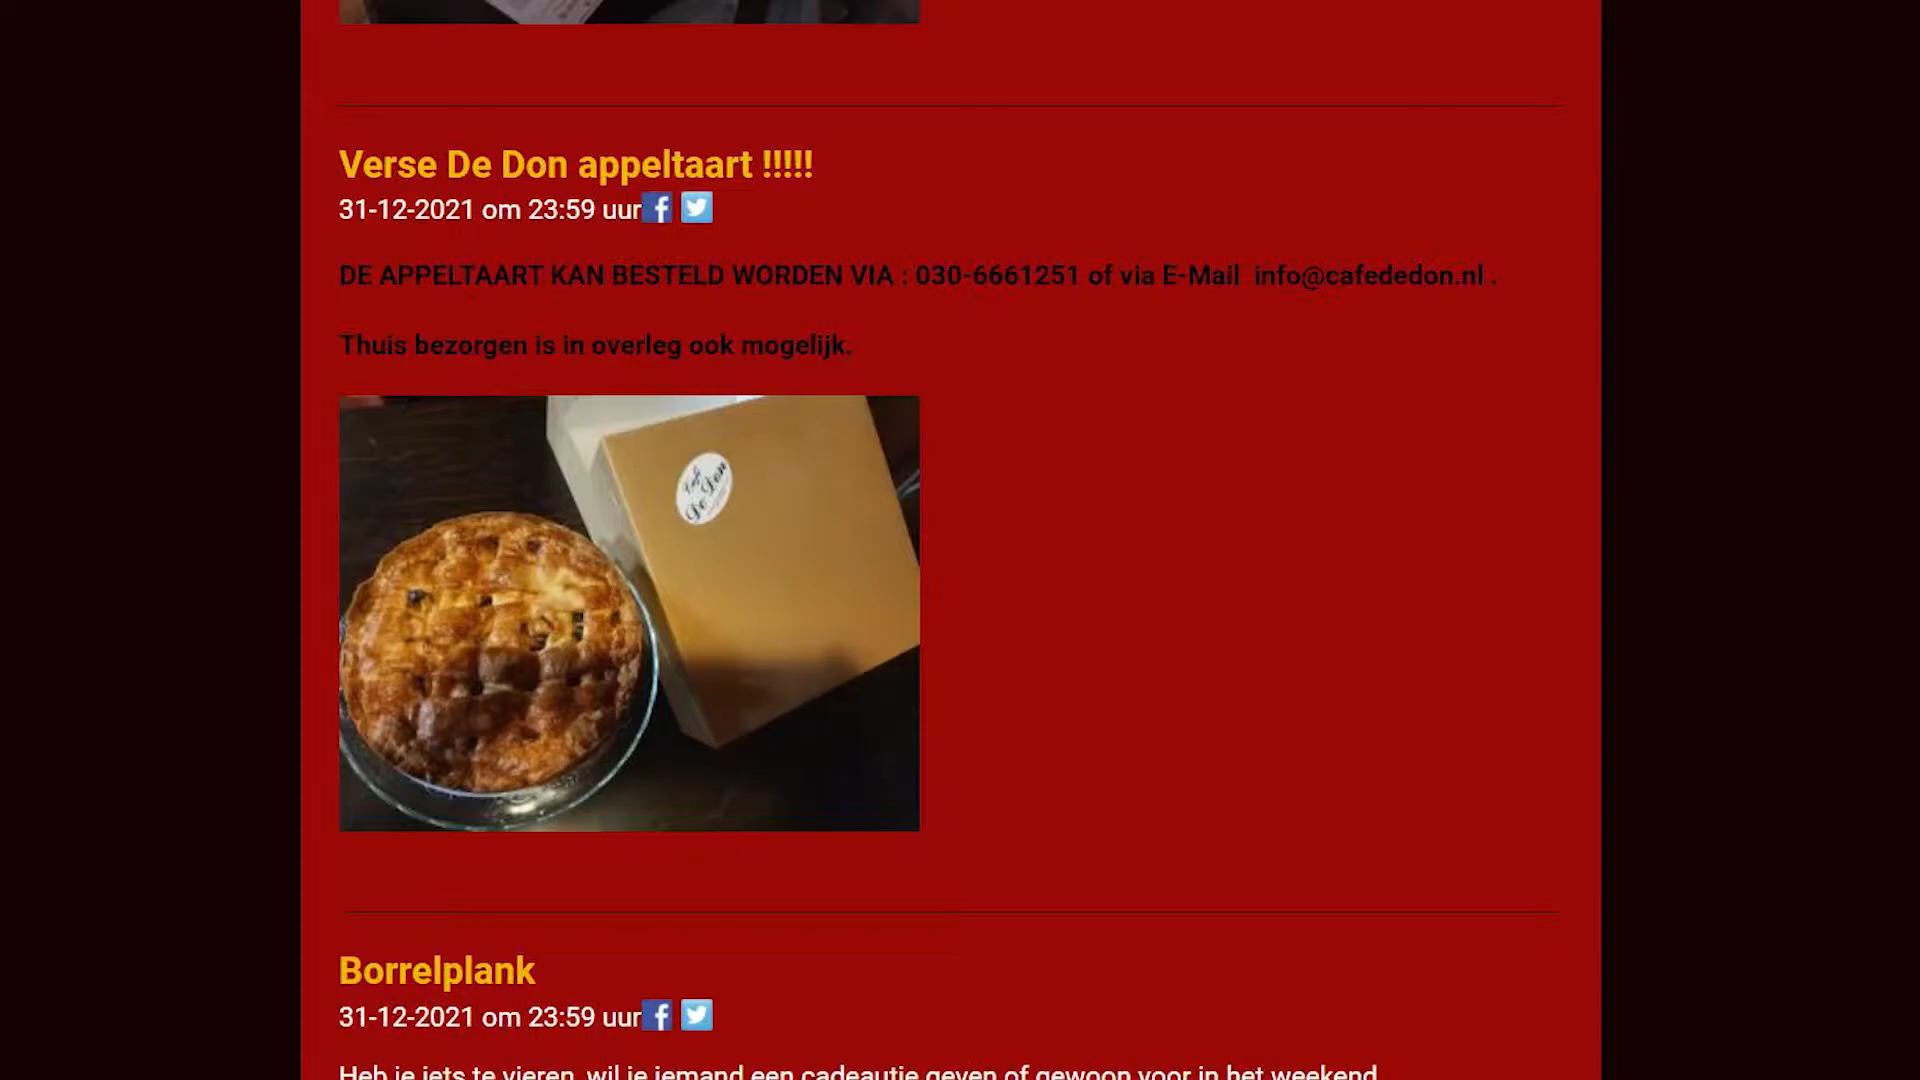 Verse De Don appeltaart !!!!!
31-12-2021 om 23:59 uur
DE APPELTAART KAN BESTELD WORDEN VIA : 030-6661251 of via E-Mail info@cafededon.nl .
Thuis bezorgen is in overleg ook mogelijk.
Café
De Don
Borrelplank
31-12-2021 om 23:59 uur
Heb je iets te vieren, wil je iemand een cadeautje geven of gewoon voor in het weekend